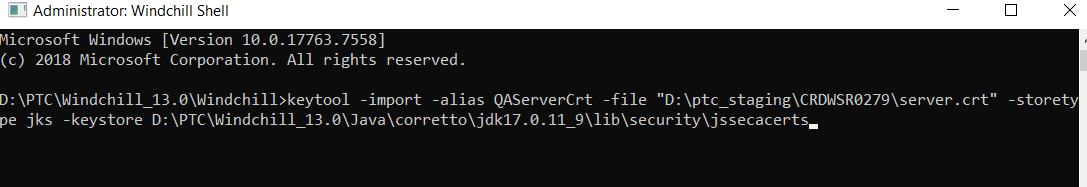 Administrator: Windchill Shell
Microsoft Windows [Version 10.0.17763.7558]
(c) 2018 Microsoft Corporation. All rights reserved.
D:\PTC\Windchill_13.0\Windchill>keytool -import -alias QAServerCrt -file "D:\ptc_staging\CRDWSR0279\server.crt" -storety
pe jks -keystore D:\PTC\Windchill_13.0\Java\corretto\jdk17.0.11_9\lib\security\jssecacerts